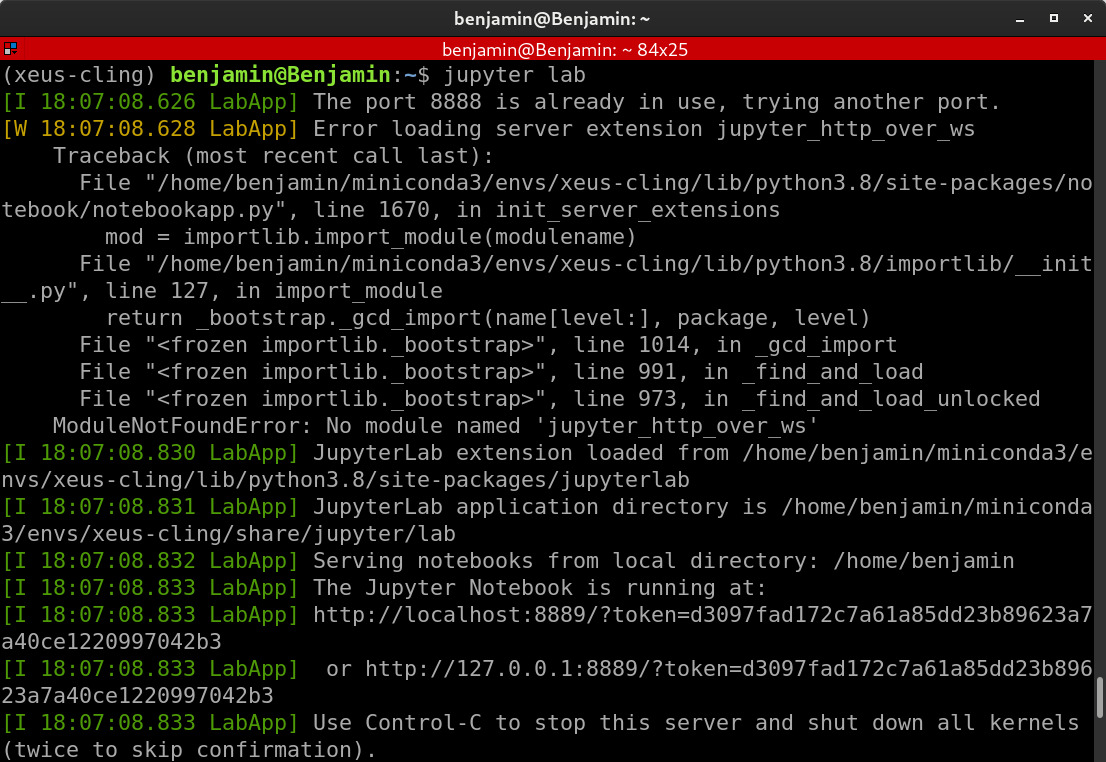 benjamin@Benjamin: ~
benjamin@Benjamin: ~ 84x25
(xeus-cling) benjamin@Benjamin:~$ jupyter lab
[I 18:07:08.626 LabApp] The port 8888 is already in use, trying another port.
[W 18:07:08.628 LabApp] Error loading server extension jupyter_http_over_ws
    Traceback (most recent call last):
      File "/home/benjamin/miniconda3/envs/xeus-cling/lib/python3.8/site-packages/no
tebook/notebookapp.py", line 1670, in init_server_extensions
        mod = importlib.import_module(modulename)
      File "/home/benjamin/miniconda3/envs/xeus-cling/lib/python3.8/importlib/__init
__.py", line 127, in import_module
        return _bootstrap._gcd_import(name[level:], package, level)
      File "<frozen importlib._bootstrap>", line 1014, in _gcd_import
      File "<frozen importlib._bootstrap>", line 991, in _find_and_load
      File "<frozen importlib._bootstrap>", line 973, in _find_and_load_unlocked
    ModuleNotFoundError: No module named 'jupyter_http_over_ws'
[I 18:07:08.830 LabApp] JupyterLab extension loaded from /home/benjamin/miniconda3/e
nvs/xeus-cling/lib/python3.8/site-packages/jupyterlab
[I 18:07:08.831 LabApp] JupyterLab application directory is /home/benjamin/miniconda
3/envs/xeus-cling/share/jupyter/lab
[I 18:07:08.832 LabApp] Serving notebooks from local directory: /home/benjamin
[I 18:07:08.833 LabApp] The Jupyter Notebook is running at:
[I 18:07:08.833 LabApp] http://localhost:8889/?token=d3097fad172c7a61a85dd23b89623a7
a40ce1220997042b3
[I 18:07:08.833 LabApp]  or http://127.0.0.1:8889/?token=d3097fad172c7a61a85dd23b896
23a7a40ce1220997042b3
[I 18:07:08.833 LabApp] Use Control-C to stop this server and shut down all kernels
(twice to skip confirmation).